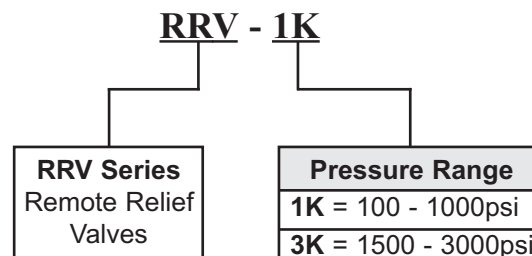 RRV - 1K
RRV Series
Remote Relief
Valves
Pressure Range
1K = 100 - 1000psi
3K = 1500 - 3000psi